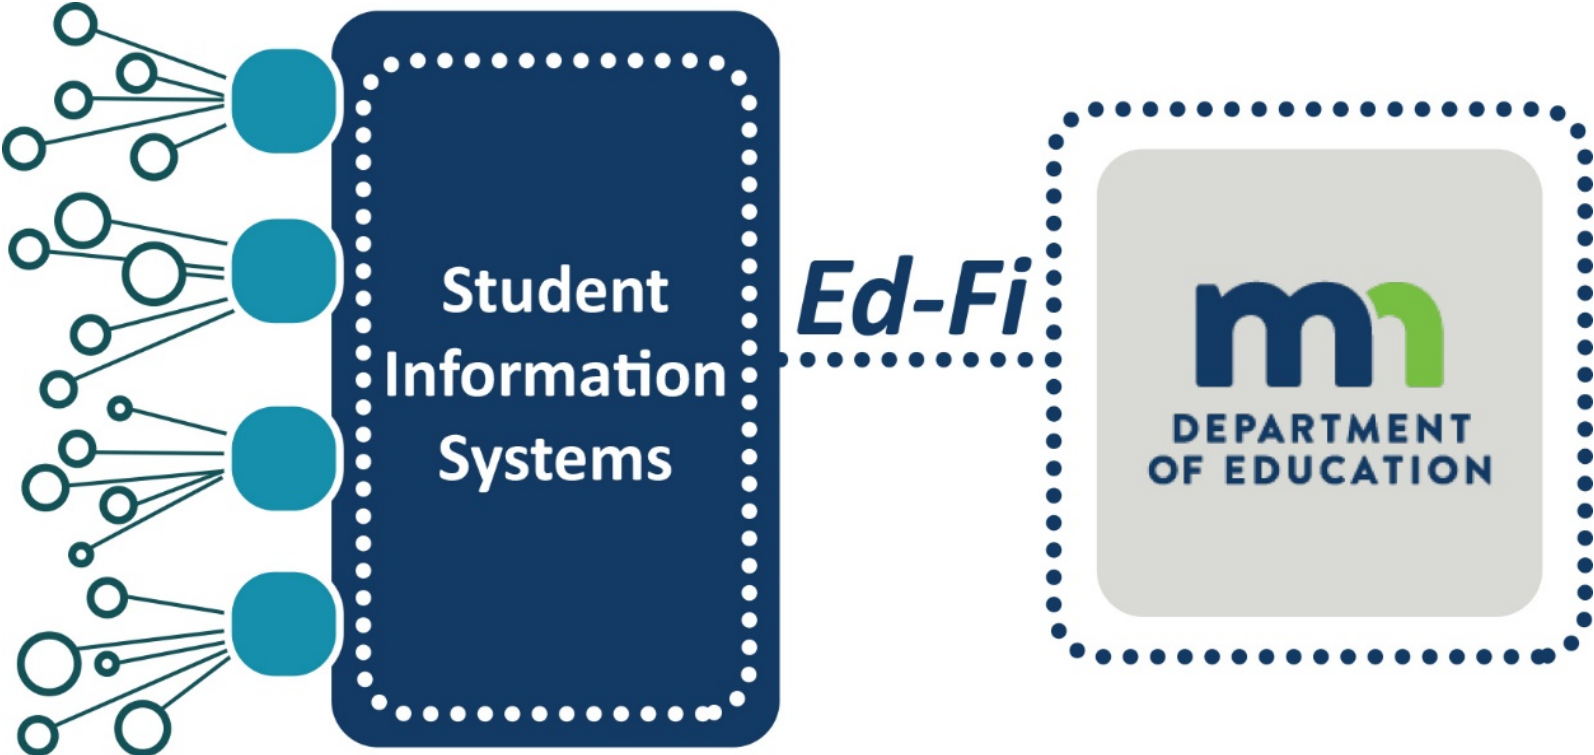 Student
Information
Systems
Ed-Fi
mn
DEPARTMENT
OF EDUCATION